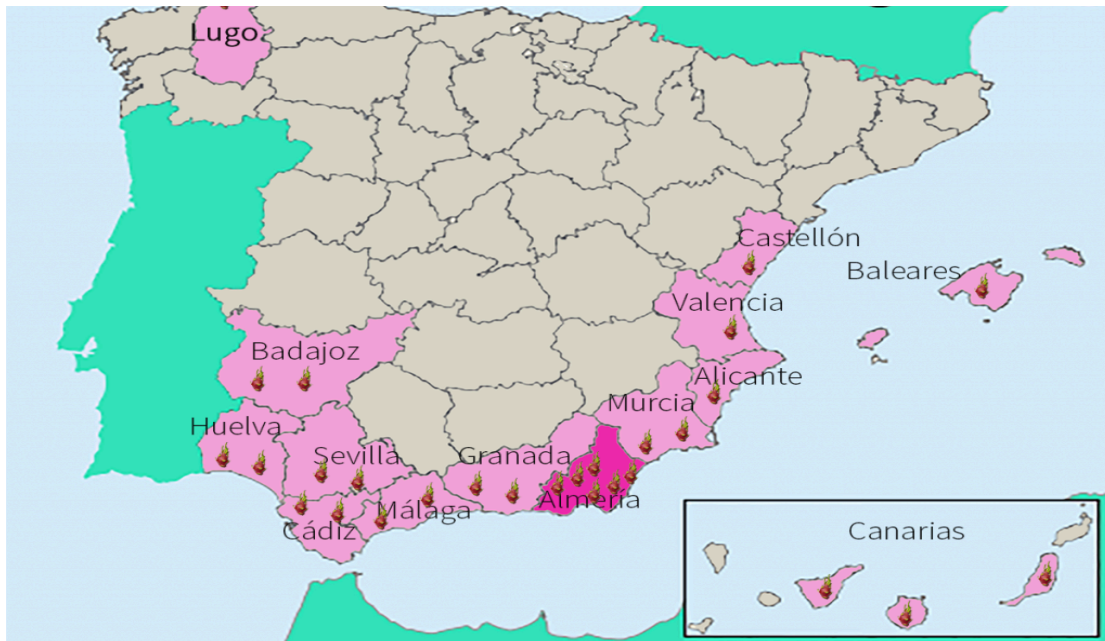 Lugo
Castellón
Baleares
Valencia
Badajoz
Alicante
Murcia
Huelva
Sevilla
Granada
Almería
Málaga
Cádiz
Canarias